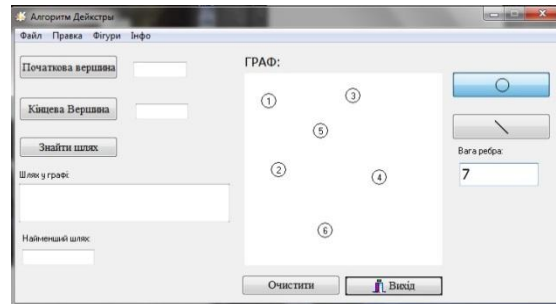 Алгоритм Дейкстры
Файл Правка Фігури Інфо
Початкова вершина
Кінцева Вершина
Знайти шлях
Шлях у графі:
Найменший шлях:
ГРАФ:
1
3
5
2
4
6
Очистити
Вихід
Вага ребра:
7